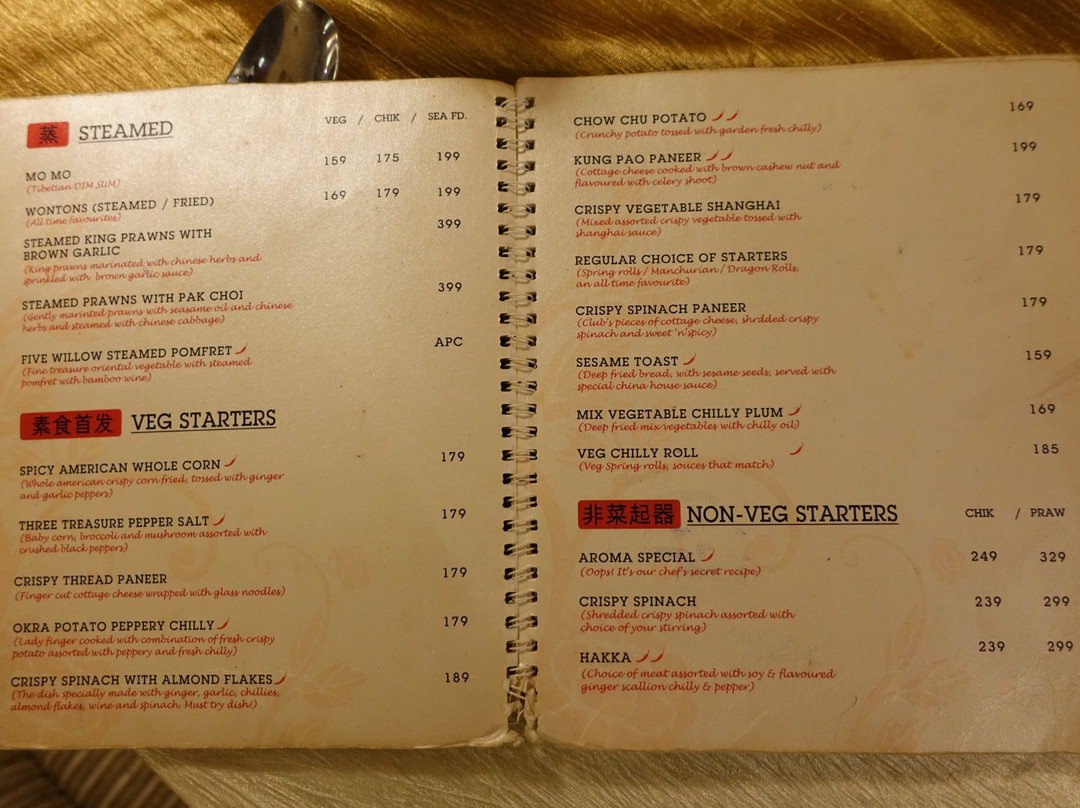 蒸 STEAMED VEG / CHIK / SEA FD.
MO MO 159 175 199
(Tibetian DIM SUM)
WONTONS (STEAMED / FRIED) 169 179 199
(All time favourites)
STEAMED KING PRAWNS WITH 399
BROWN GARLIC
(King prawns marinated with chinese herbs and
sprinkled with brown garlic sauce)
STEAMED PRAWNS WITH PAK CHOI 399
(Gently marinted prawns with seasame oil and chinese
herbs and steamed with chinese cabbage)
FIVE WILLOW STEAMED POMFRET APC
(Fine treasure oriental vegetable with steamed
pomfret with bamboo wine)
素食首发 VEG STARTERS
SPICY AMERICAN WHOLE CORN 179
(Whole american crispy corn fried, tossed with ginger
and garlic peppers)
THREE TREASURE PEPPER SALT 179
(Baby corn, broccoli and mushroom assorted with
crushed black peppers)
CRISPY THREAD PANEER 179
(Finger cut cottage cheese wrapped with glass noodles)
OKRA POTATO PEPPERY CHILLY 179
(Lady finger cooked with combination of fresh crispy
potato assorted with peppery and fresh chilly)
CRISPY SPINACH WITH ALMOND FLAKES 189
(The dish specially made with ginger, garlic, chillies,
almond flakes, wine and spinach. Must try dish!)
CHOW CHU POTATO 169
(Crunchy potato tossed with garden fresh chilly)
KUNG PAO PANEER 199
(Cottage cheese cooked with brown cashew nut and
flavoured with celery shoot)
CRISPY VEGETABLE SHANGHAI 179
(Mixed assorted crispy vegetable tossed with
shanghai sauce)
REGULAR CHOICE OF STARTERS 179
(Spring rolls / Manchurian / Dragon Rolls,
an all time favourite)
CRISPY SPINACH PANEER 179
(Club's pieces of cottage cheese, shrdded crispy
spinach and sweet 'n' spicy)
SESAME TOAST 159
(Deep fried bread, with sesame seeds, served with
special china house sauce)
MIX VEGETABLE CHILLY PLUM 169
(Deep fried mix vegetables with chilly oil)
VEG CHILLY ROLL 185
(Veg Spring rolls, souces that match)
非菜起器 NON-VEG STARTERS CHIK / PRAW
AROMA SPECIAL 249 329
(Oops! It's our chef's secret recipe)
CRISPY SPINACH 239 299
(Shredded crispy spinach assorted with
choice of your stirring)
HAKKA 239 299
(Choice of meat assorted with soy & flavoured
ginger scallion chilly & pepper)